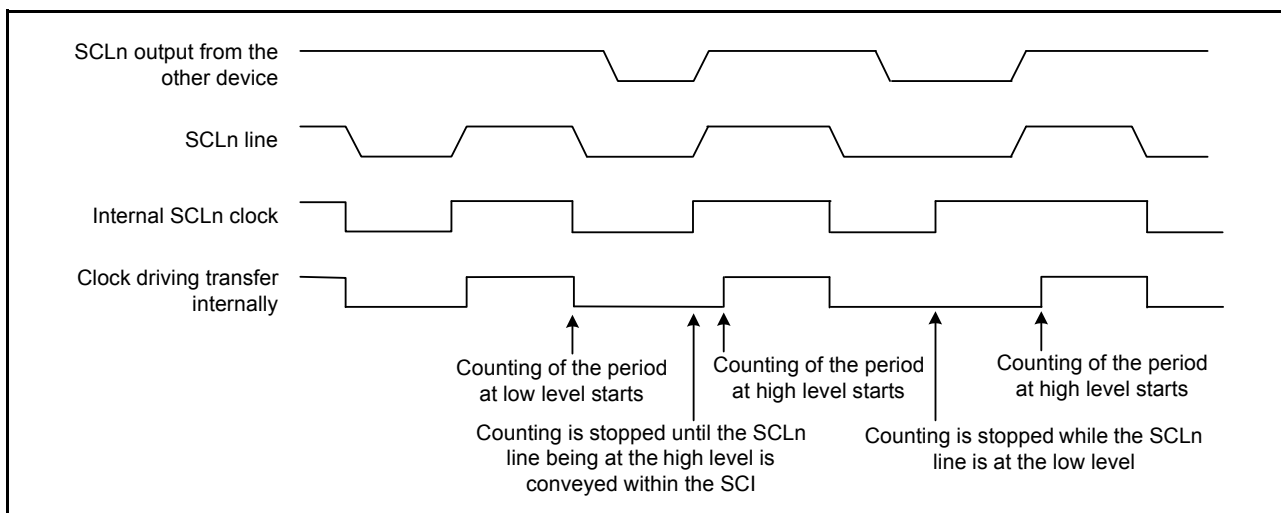 SCLn output from the
other device
SCLn line
Internal SCLn clock
Clock driving transfer
internally
Counting of the period
at low level starts
Counting of the period
at high level starts
Counting of the period
at high level starts
Counting is stopped until the SCLn
line being at the high level is
conveyed within the SCI
Counting is stopped while the SCLn
line is at the low level